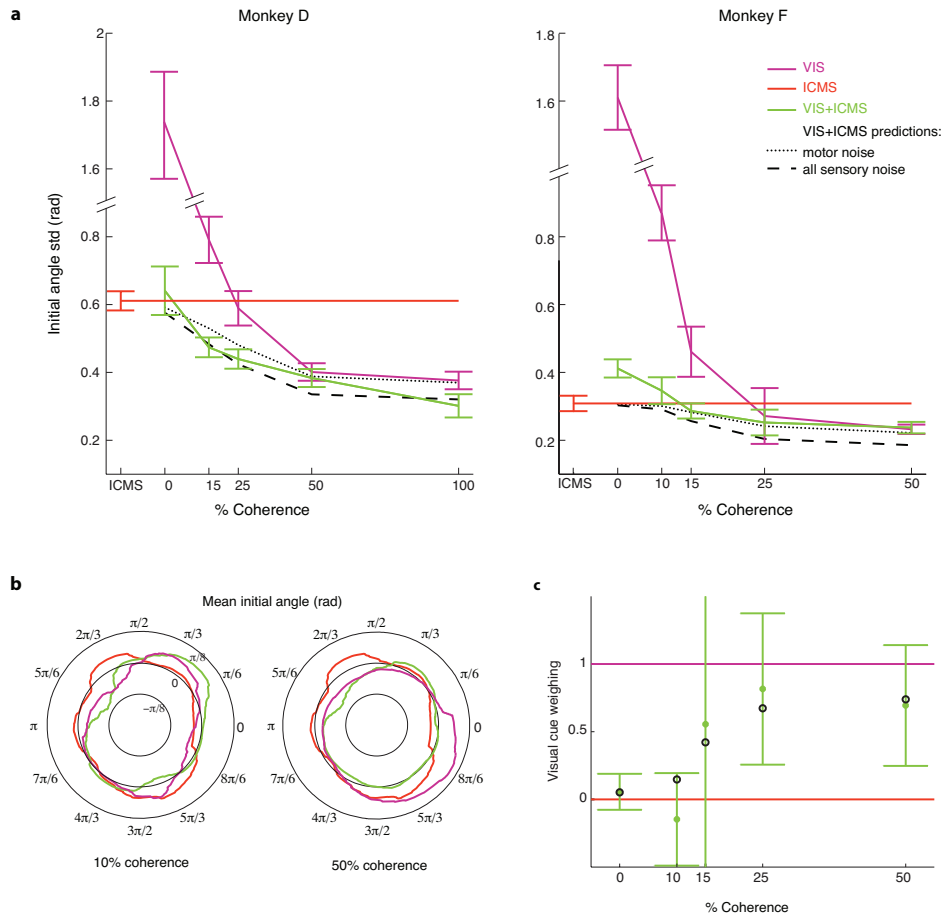 a
Monkey D
Monkey F
2
1.8
1.6
0.8
0.6
0.4
0.2
Initial angle std (rad)
ICMS 0 15 25 50 100
% Coherence
1.6
0.8
0.6
0.4
0.2
ICMS 0 10 15 25 50
% Coherence
VIS
ICMS
VIS+ICMS
VIS+ICMS predictions:
motor noise
all sensory noise
b
Mean initial angle (rad)
π/2
2π/3 π/3
5π/6 π/6
π/8
0
−π/8
π 0
7π/6 8π/6
4π/3 5π/3
3π/2
10% coherence
π/2
2π/3 π/3
5π/6 π/6
π 0
7π/6 8π/6
4π/3 5π/3
3π/2
50% coherence
c
Visual cue weighing
1
0.5
0
0 10 15 25 50
% Coherence